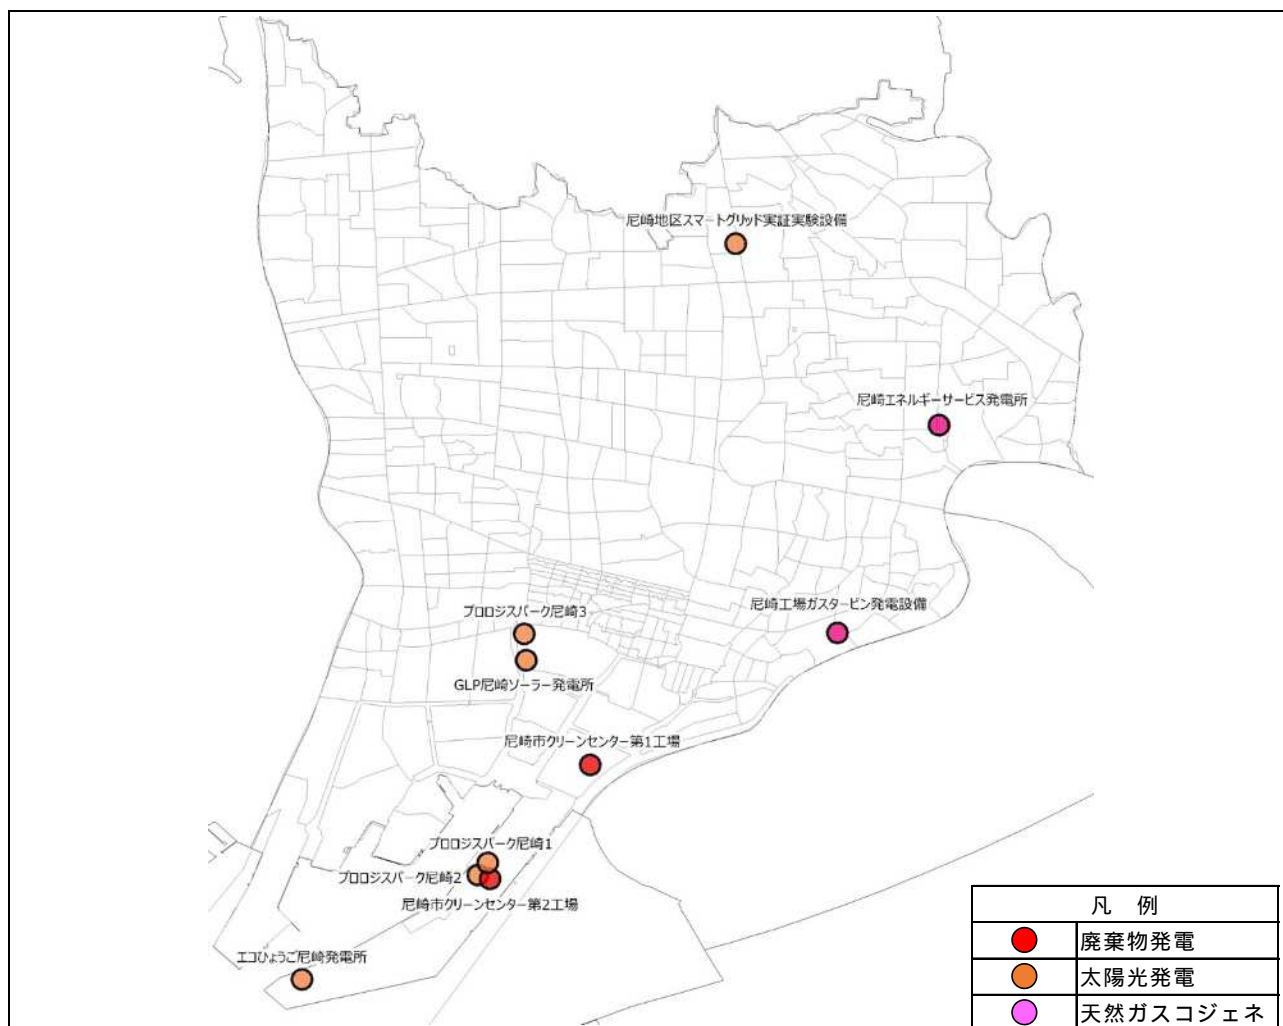 尼崎地区スマートグリッド実証実験設備
尼崎エネルギーサービス発電所
プロロジスパーク尼崎3
尼崎工場ガスタービン発電設備
GLP尼崎ソーラー発電所
尼崎市クリーンセンター第1工場
プロロジスパーク尼崎1
プロロジスパーク尼崎2
尼崎市クリーンセンター第2工場
エコひょうご尼崎発電所
凡 例
廃棄物発電
太陽光発電
天然ガスコジェネ